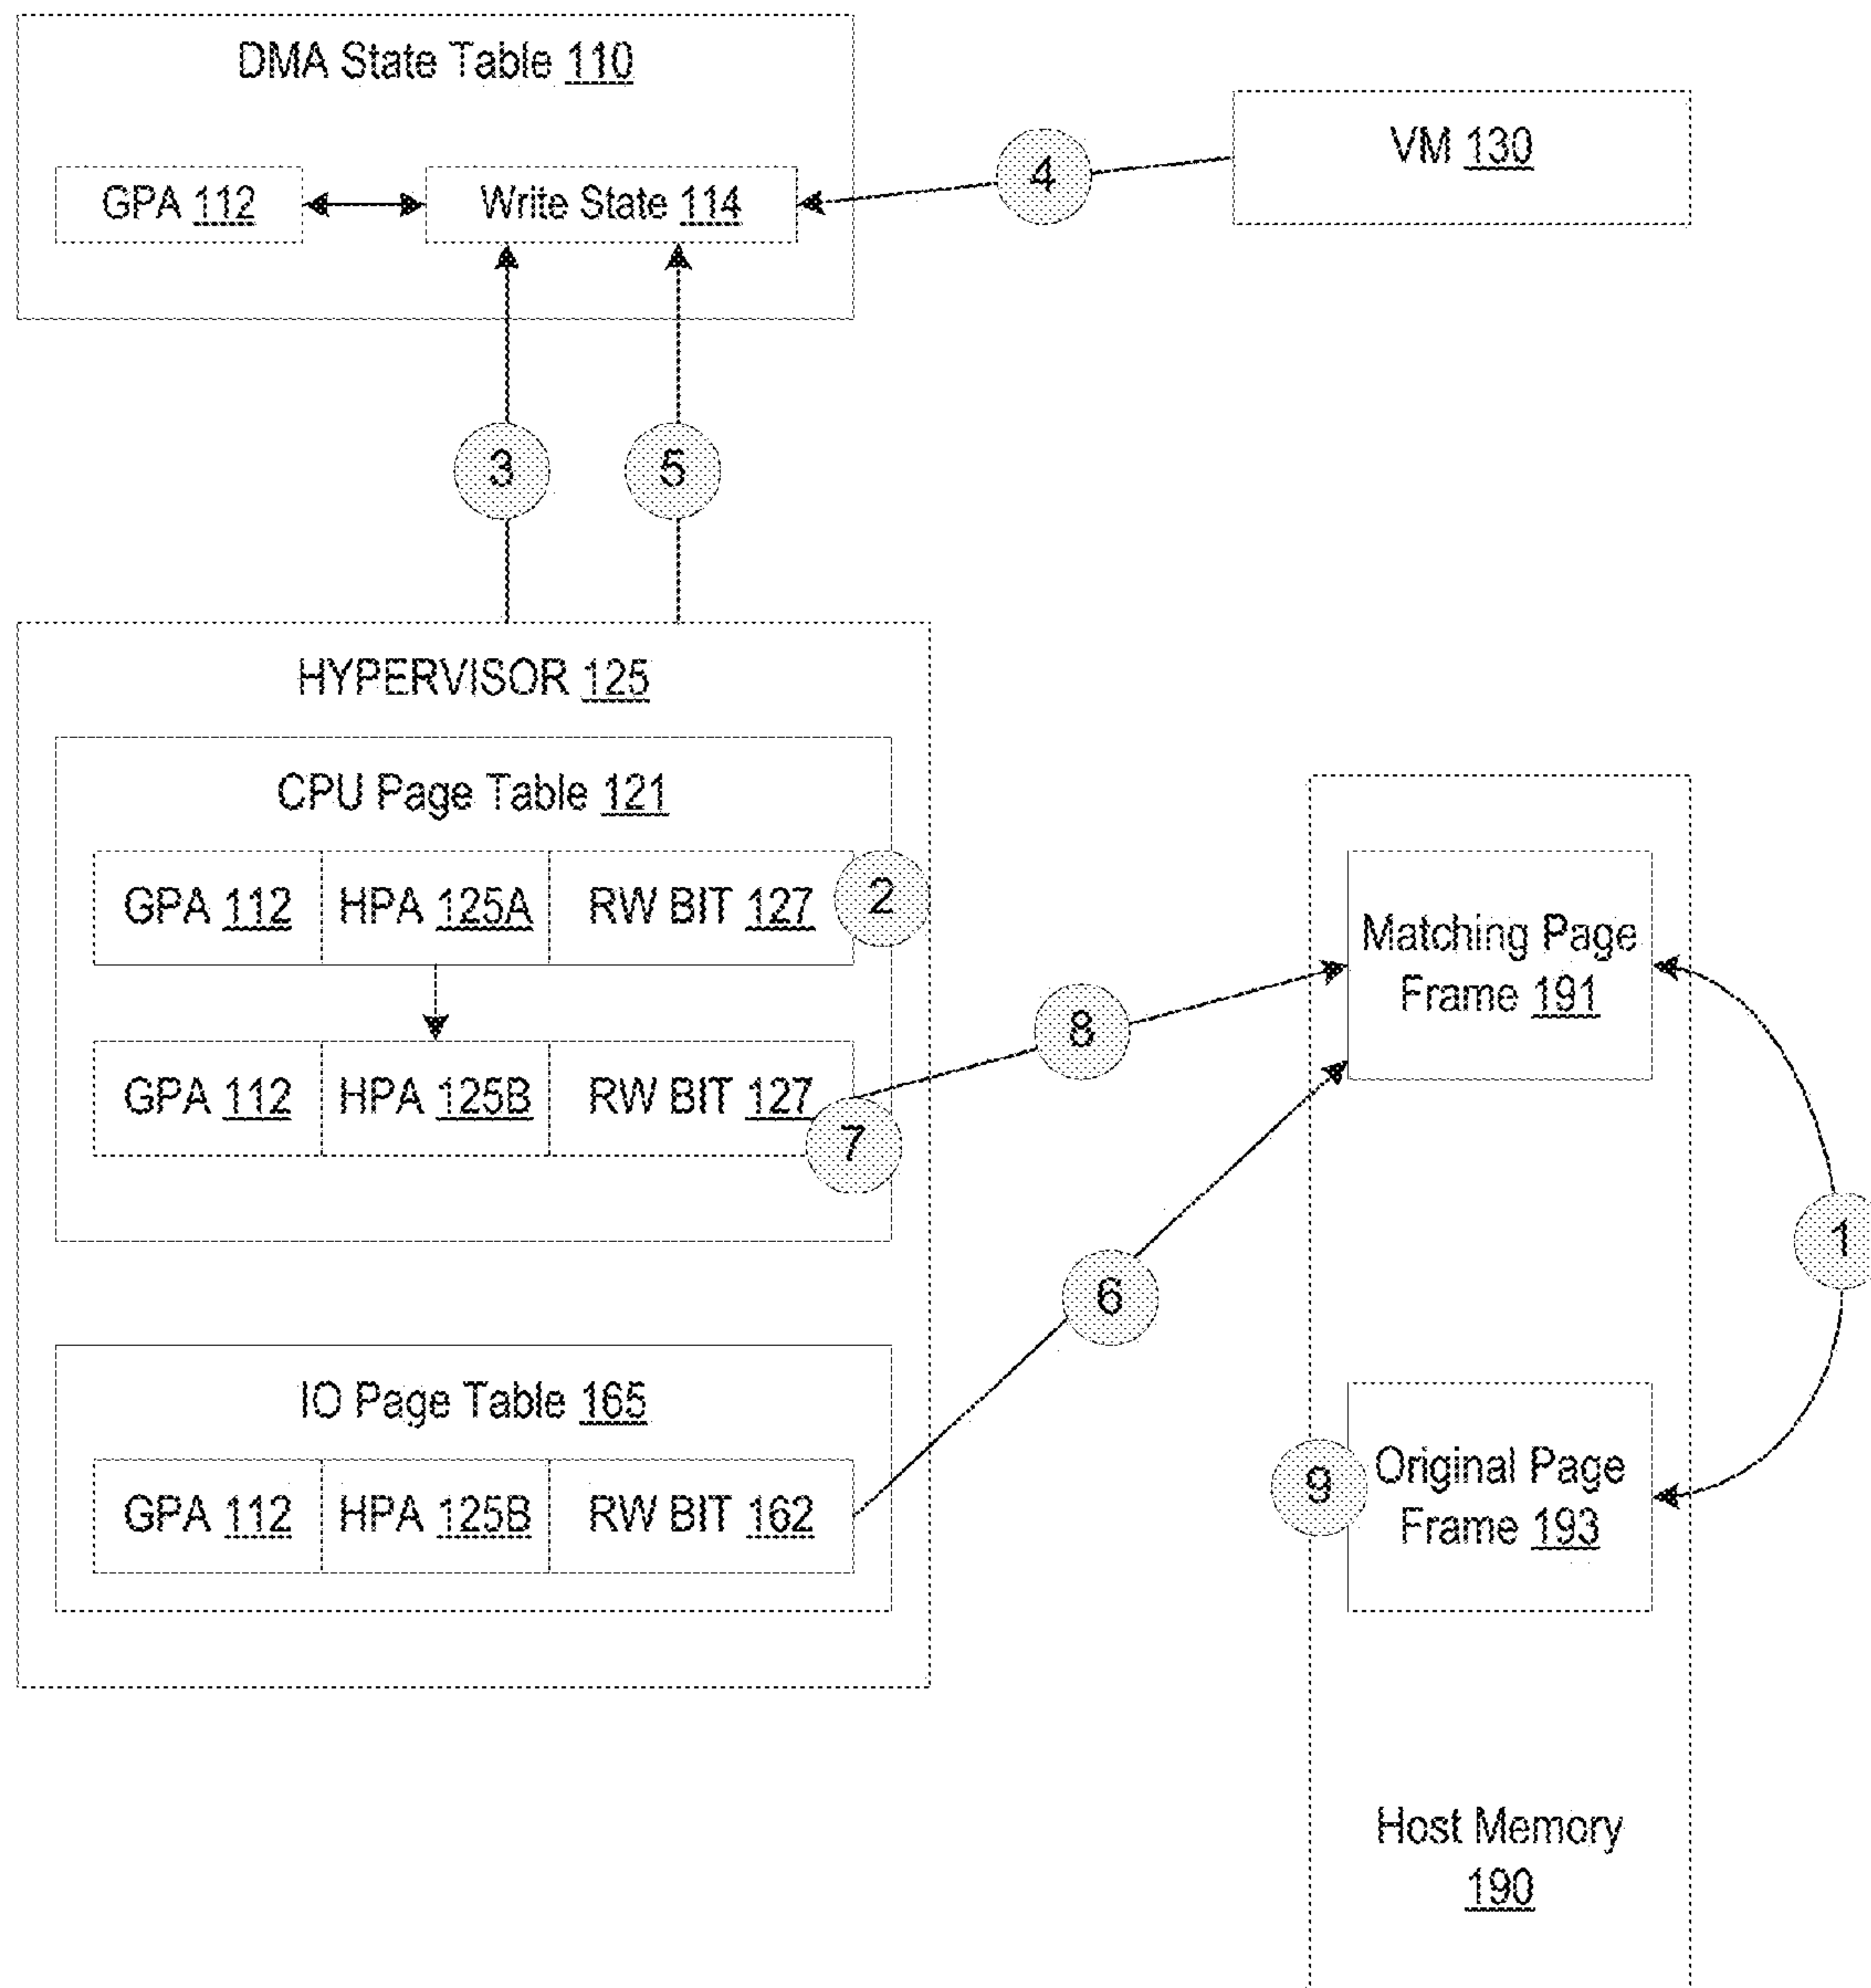 DMA State Table 110
GPA 112
Write State 114
4
VM 130
3
5
HYPERVISOR 125
CPU Page Table 121
GPA 112 HPA 125A RW BIT 127
2
GPA 112 HPA 125B RW BIT 127
7
8
6
IO Page Table 165
GPA 112 HPA 125B RW BIT 162
Matching Page
Frame 191
1
9
Original Page
Frame 193
Host Memory
190